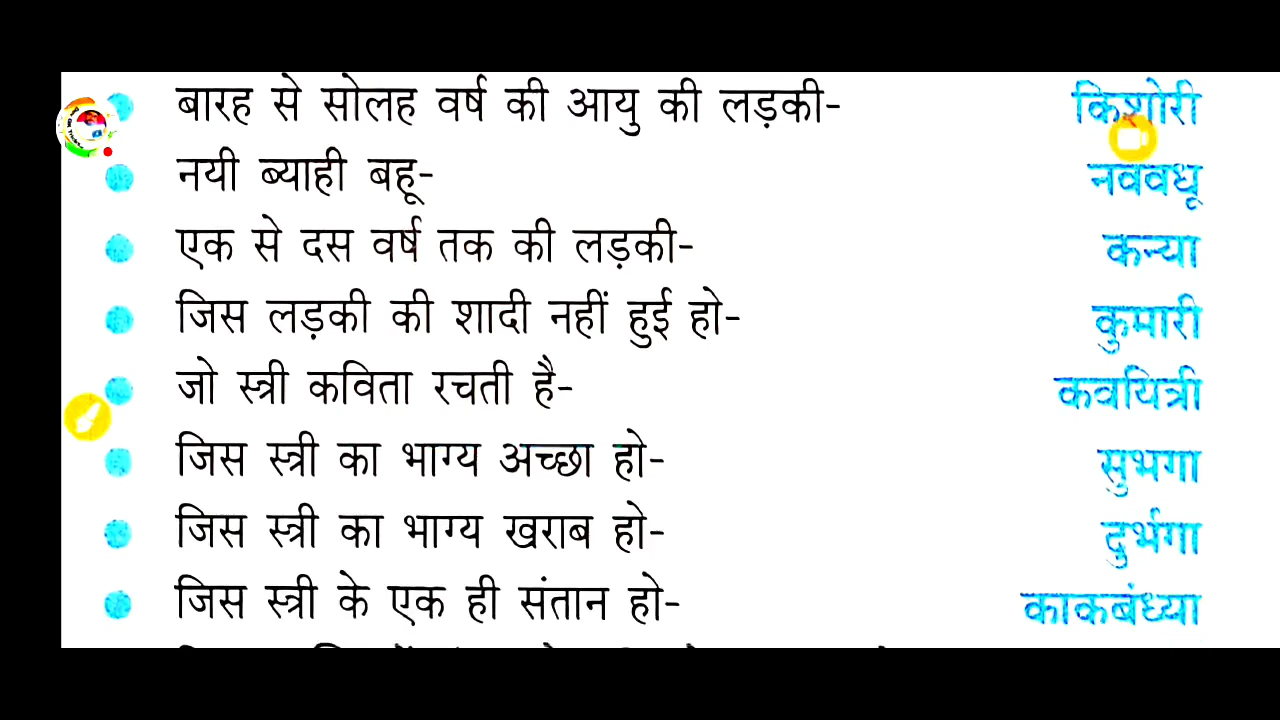 बारह से सोलह वर्ष की आयु की लड़की- किशोरी
नयी ब्याही बहू- नववधू
एक से दस वर्ष तक की लड़की- कन्या
जिस लड़की की शादी नहीं हुई हो- कुमारी
जो स्त्री कविता रचती है- कवयित्री
जिस स्त्री का भाग्य अच्छा हो- सुभगा
जिस स्त्री का भाग्य खराब हो- दुर्भगा
जिस स्त्री के एक ही संतान हो- काकबंध्या